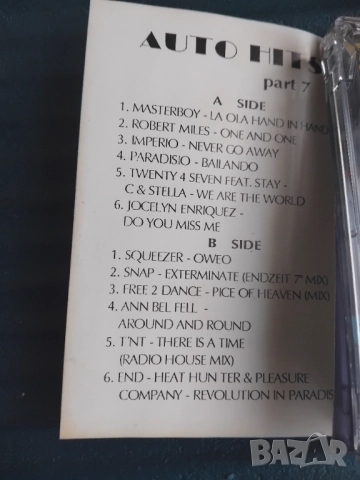 AUTO HITS
part 7
A SIDE
1. MASTERBOY - LA OLA HAND IN HAND
2. ROBERT MILES - ONE AND ONE
3. IMPERIO - NEVER GO AWAY
4. PARADISIO - BAILANDO
5. TWENTY 4 SEVEN FEAT. STAY -
C & STELLA - WE ARE THE WORLD
6. JOCELYN ENRIQUEZ -
DO YOU MISS ME
B SIDE
1. SQUEEZER - OWEO
2. SNAP - EXTERMINATE (ENDZEIT 7" MIX)
3. FREE 2 DANCE - PICE OF HEAVEN (MIX)
4. ANN BEL FELL -
AROUND AND ROUND
5. T'NT - THERE IS A TIME
(RADIO HOUSE MIX)
6. END - HEAT HUN TER & PLEASURE
COMPANY - REVOLUTION IN PARADIS
BAZAR